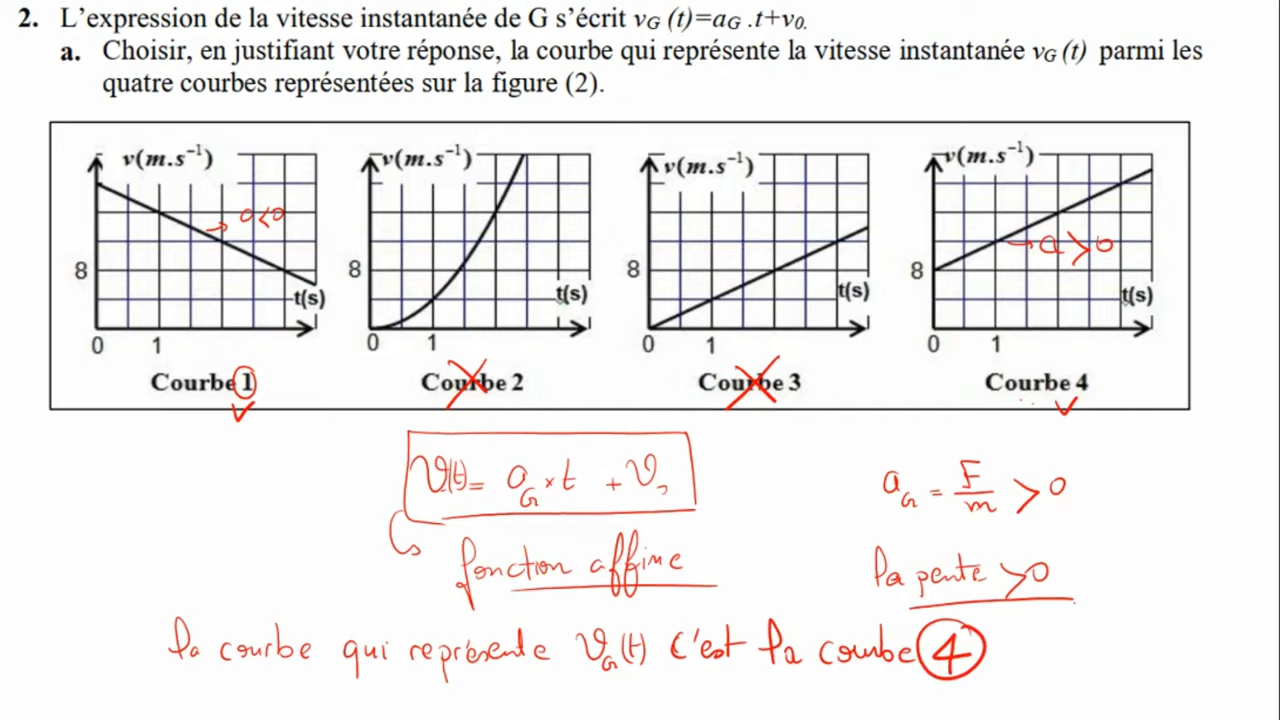 2. L'expression de la vitesse instantanée de G s'écrit vG (t)=aG .t+v0.
a. Choisir, en justifiant votre réponse, la courbe qui représente la vitesse instantanée vG (t) parmi les
quatre courbes représentées sur la figure (2).
v(m.s⁻¹) v(m.s⁻¹) v(m.s⁻¹) v(m.s⁻¹)
→ a<0 → a>0
8 8 8 8
t(s) t(s) t(s) t(s)
0 1 0 1 0 1 0 1
Courbe 1 Courbe 2 Courbe 3 Courbe 4
V(t)= aG × t + V0 aG = F/m > 0
fonction affine la pente >0
la courbe qui représente VG(t) c'est la courbe 4